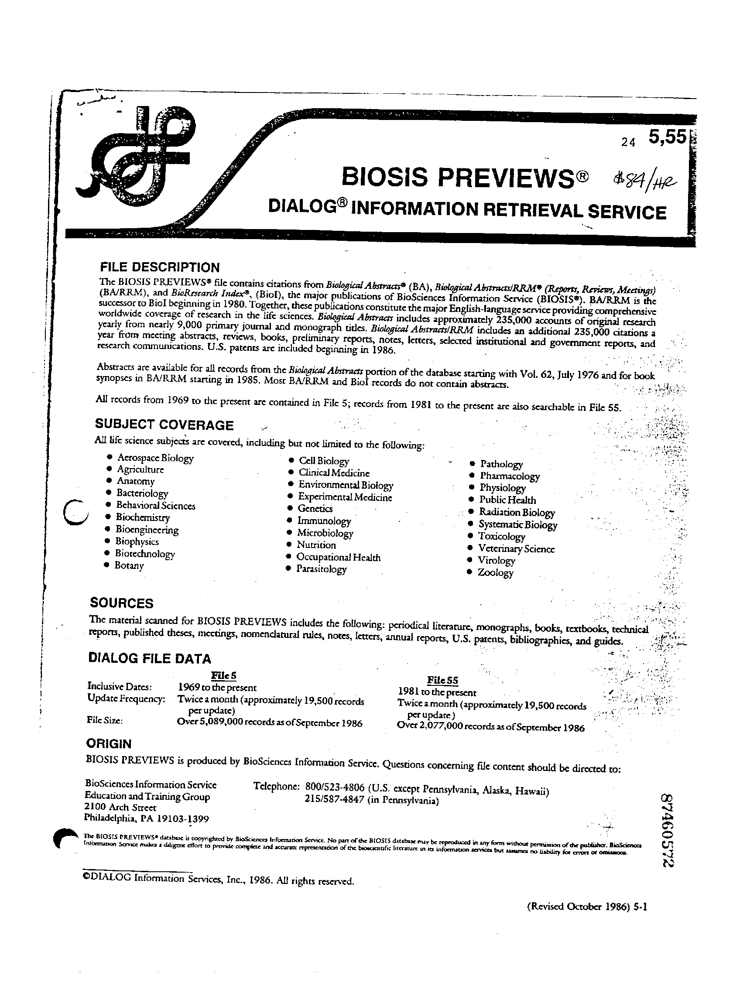 24 5,55
BIOSIS PREVIEWS® $84/HR
DIALOG® INFORMATION RETRIEVAL SERVICE
FILE DESCRIPTION
The BIOSIS PREVIEWS® file contains citations from Biological Abstracts® (BA), Biological Abstracts/RRM® (Reports, Reviews, Meetings)
(BA/RRM), and BioResearch Index®, (BioI), the major publications of BioSciences Information Service (BIOSIS®). BA/RRM is the
successor to BioI beginning in 1980. Together, these publications constitute the major English-language service providing comprehensive
worldwide coverage of research in the life sciences. Biological Abstracts includes approximately 235,000 accounts of original research
yearly from nearly 9,000 primary journal and monograph titles. Biological Abstracts/RRM includes an additional 235,000 citations a
year from meeting abstracts, reviews, books, preliminary reports, notes, letters, selected institutional and government reports, and
research communications. U.S. patents are included beginning in 1986.
Abstracts are available for all records from the Biological Abstracts portion of the database starting with Vol. 62, July 1976 and for book
synopses in BA/RRM starting in 1985. Most BA/RRM and BioI records do not contain abstracts.
All records from 1969 to the present are contained in File 5; records from 1981 to the present are also searchable in File 55.
SUBJECT COVERAGE
All life science subjects are covered, including but not limited to the following:
• Aerospace Biology
• Agriculture
• Anatomy
• Bacteriology
• Behavioral Sciences
• Biochemistry
• Bioengineering
• Biophysics
• Biotechnology
• Botany
• Cell Biology
• Clinical Medicine
• Environmental Biology
• Experimental Medicine
• Genetics
• Immunology
• Microbiology
• Nutrition
• Occupational Health
• Parasitology
• Pathology
• Pharmacology
• Physiology
• Public Health
• Radiation Biology
• Systematic Biology
• Toxicology
• Veterinary Science
• Virology
• Zoology
SOURCES
The material scanned for BIOSIS PREVIEWS includes the following: periodical literature, monographs, books, textbooks, technical
reports, published theses, meetings, nomenclatural rules, notes, letters, annual reports, U.S. patents, bibliographies, and guides.
DIALOG FILE DATA
File 5 File 55
Inclusive Dates: 1969 to the present 1981 to the present
Update Frequency: Twice a month (approximately 19,500 records Twice a month (approximately 19,500 records
per update) per update)
File Size: Over 5,089,000 records as of September 1986 Over 2,077,000 records as of September 1986
ORIGIN
BIOSIS PREVIEWS is produced by BioSciences Information Service. Questions concerning file content should be directed to:
BioSciences Information Service Telephone: 800/523-4806 (U.S. except Pennsylvania, Alaska, Hawaii)
Education and Training Group 215/587-4847 (in Pennsylvania)
2100 Arch Street
Philadelphia, PA 19103-1399
The BIOSIS PREVIEWS® database is copyrighted by BioSciences Information Service. No part of the BIOSIS database may be reproduced in any form without permission of the publisher. BioSciences
Information Service makes a diligent effort to provide complete and accurate representation of the bioscientific literature in its information services but assumes no liability for errors or omissions.
©DIALOG Information Services, Inc., 1986. All rights reserved.
(Revised October 1986) 5-1
87460572